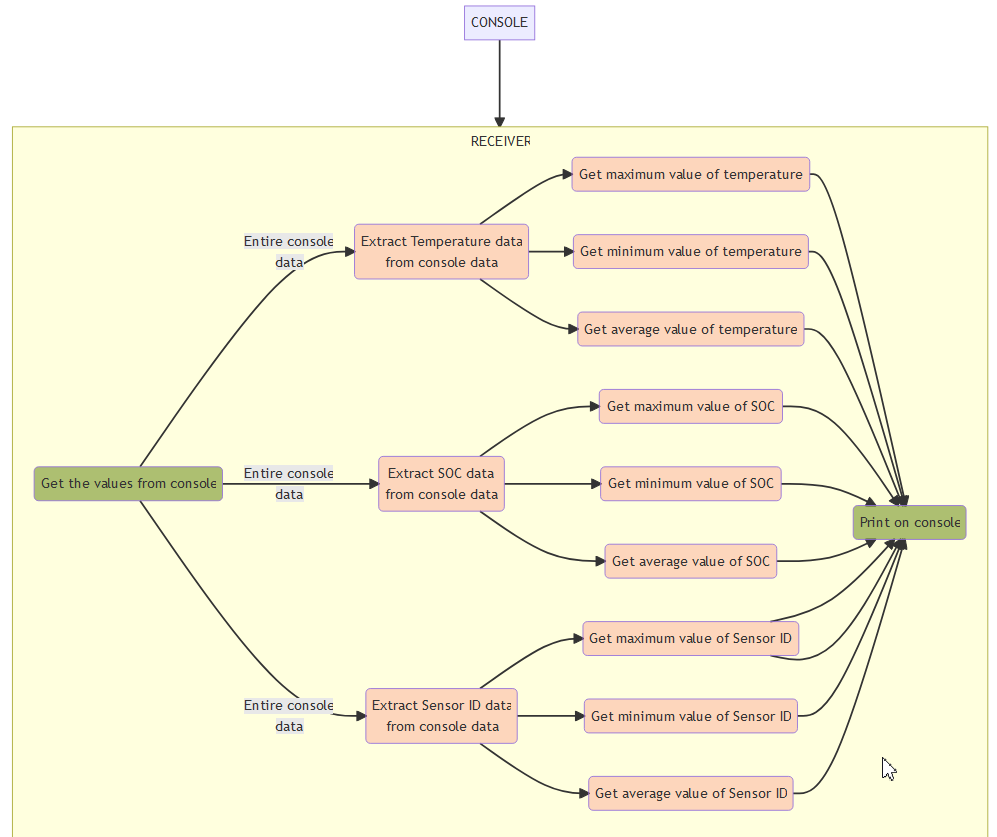 CONSOLE
RECEIVER
Get the values from console
Entire console
data
Extract Temperature data
from console data
Get maximum value of temperature
Get minimum value of temperature
Get average value of temperature
Entire console
data
Extract SOC data
from console data
Get maximum value of SOC
Get minimum value of SOC
Get average value of SOC
Entire console
data
Extract Sensor ID data
from console data
Get maximum value of Sensor ID
Get minimum value of Sensor ID
Get average value of Sensor ID
Print on console